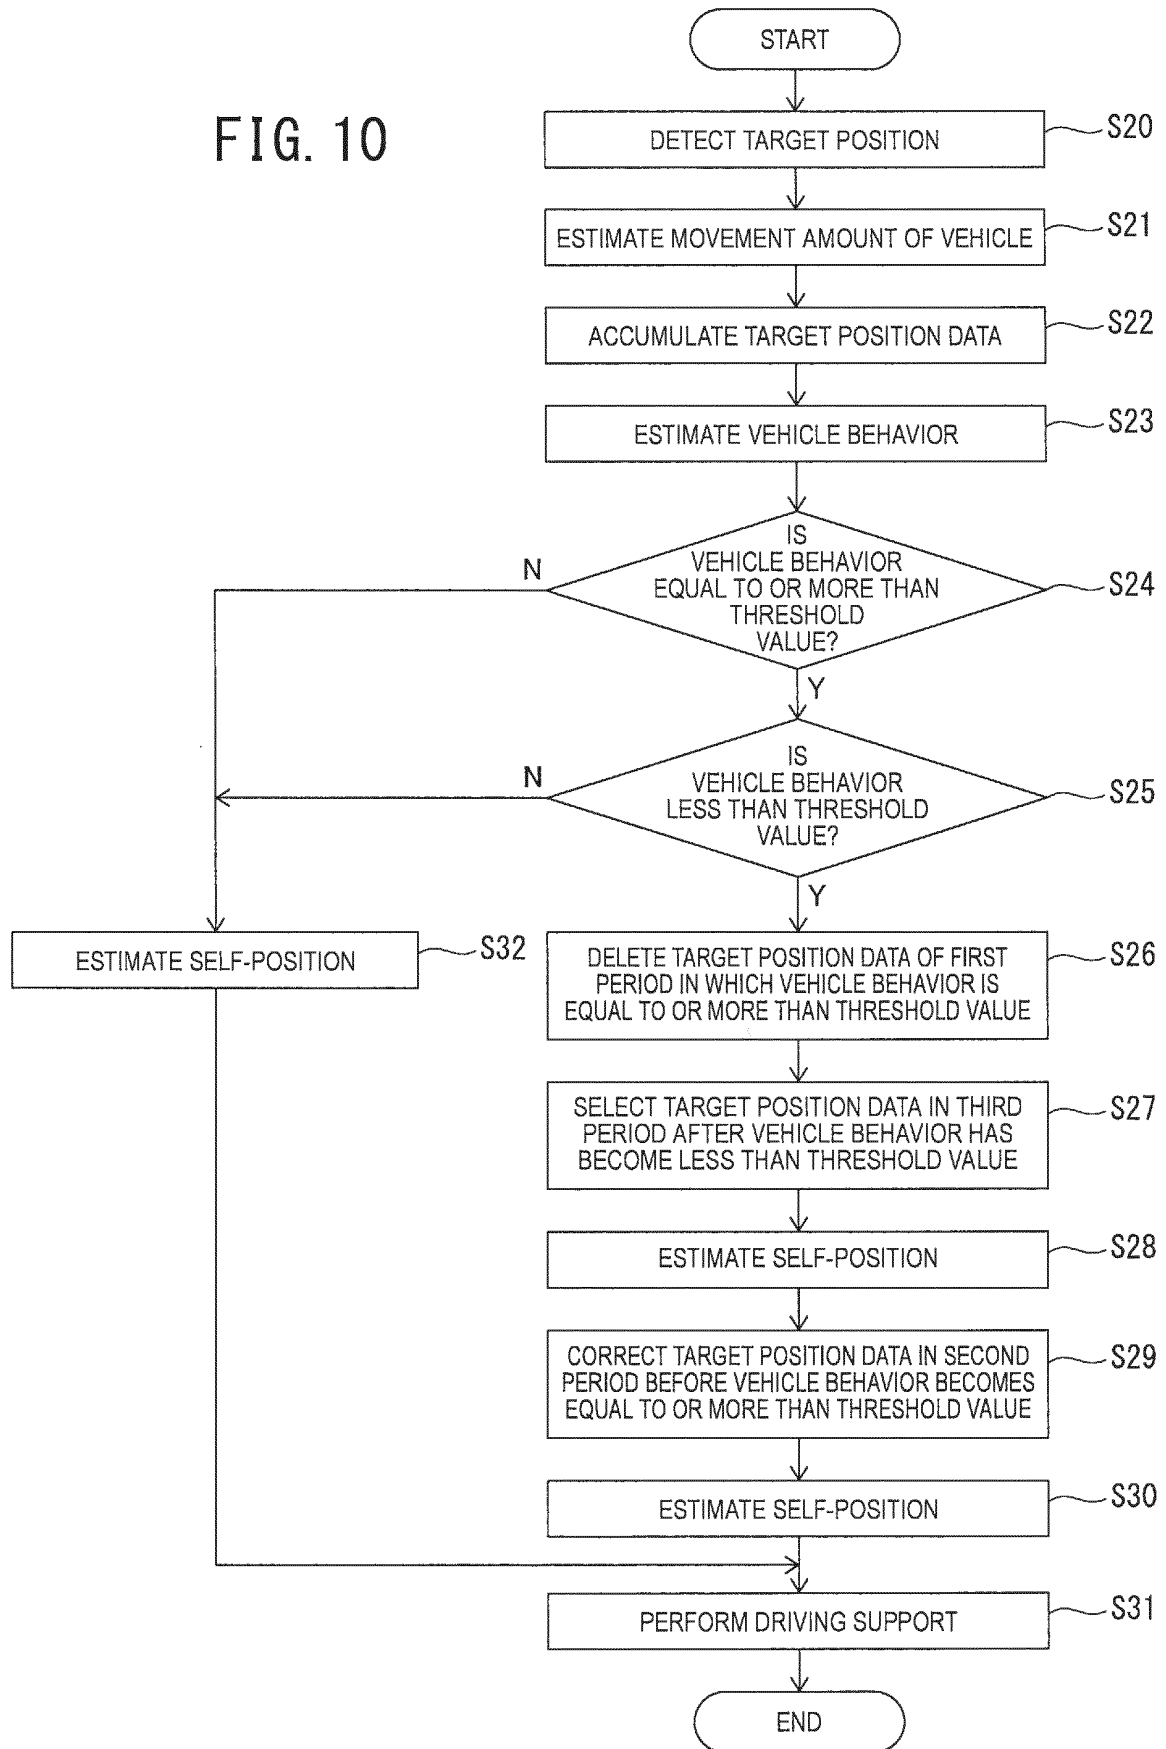 START
FIG. 10
DETECT TARGET POSITION
S20
ESTIMATE MOVEMENT AMOUNT OF VEHICLE
S21
ACCUMULATE TARGET POSITION DATA
S22
ESTIMATE VEHICLE BEHAVIOR
S23
IS
VEHICLE BEHAVIOR
EQUAL TO OR MORE THAN
THRESHOLD
VALUE?
S24
N
Y
IS
VEHICLE BEHAVIOR
LESS THAN THRESHOLD
VALUE?
S25
N
Y
ESTIMATE SELF-POSITION
S32
DELETE TARGET POSITION DATA OF FIRST
PERIOD IN WHICH VEHICLE BEHAVIOR IS
EQUAL TO OR MORE THAN THRESHOLD VALUE
S26
SELECT TARGET POSITION DATA IN THIRD
PERIOD AFTER VEHICLE BEHAVIOR HAS
BECOME LESS THAN THRESHOLD VALUE
S27
ESTIMATE SELF-POSITION
S28
CORRECT TARGET POSITION DATA IN SECOND
PERIOD BEFORE VEHICLE BEHAVIOR BECOMES
EQUAL TO OR MORE THAN THRESHOLD VALUE
S29
ESTIMATE SELF-POSITION
S30
PERFORM DRIVING SUPPORT
S31
END